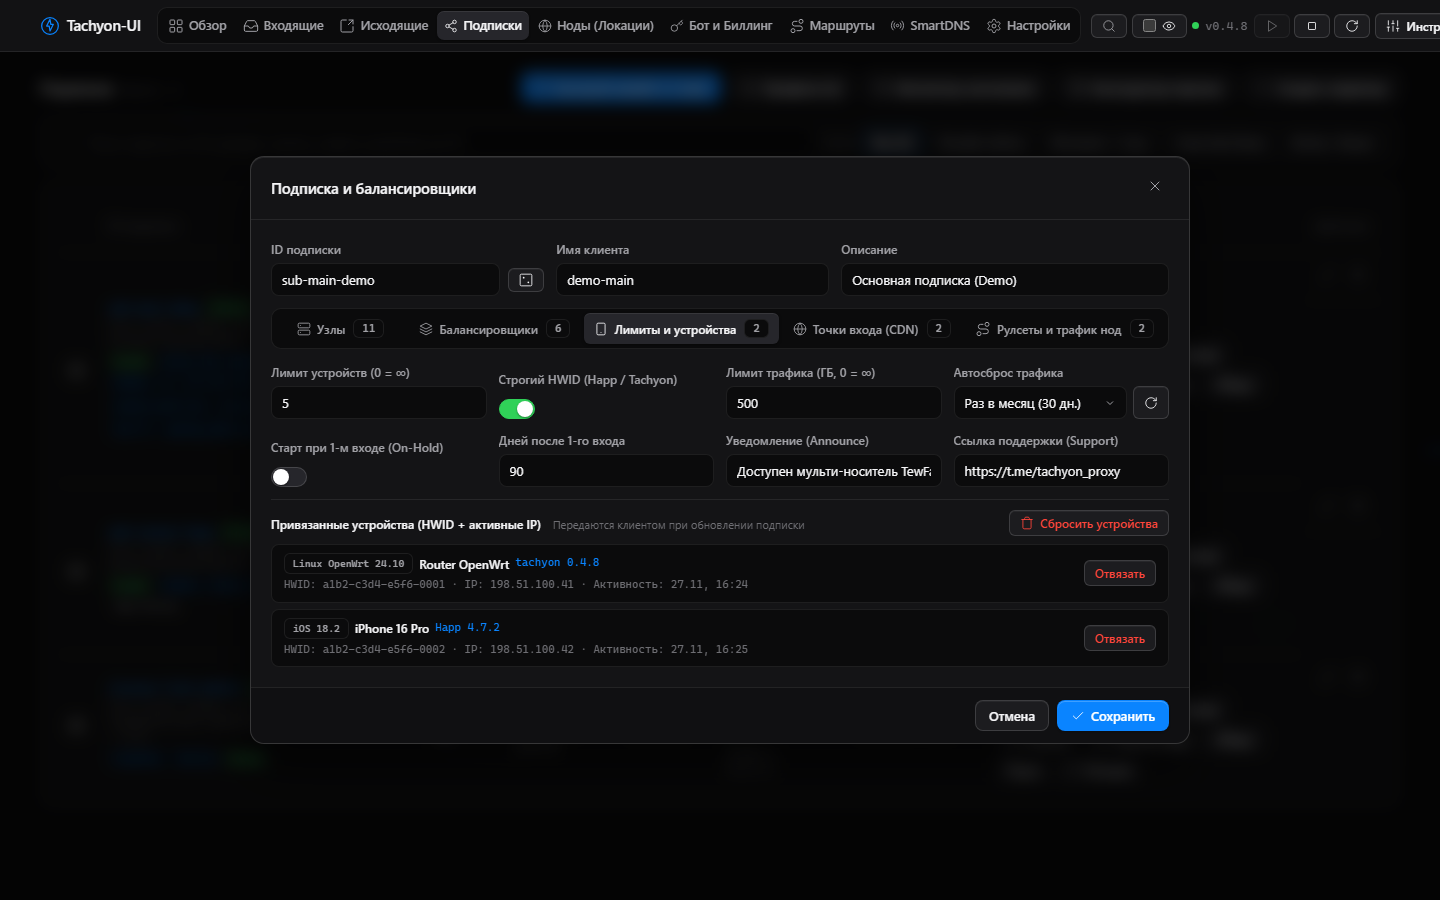 Tachyon-UI
Обзор
Входящие
Исходящие
Подписки
Ноды (Локации)
Бот и Биллинг
Маршруты
SmartDNS
Настройки
v0.4.8
Инстр
Подписка и балансировщики
ID подписки
Имя клиента
Описание
sub-main-demo
demo-main
Основная подписка (Demo)
Узлы 11
Балансировщики 6
Лимиты и устройства 2
Точки входа (CDN) 2
Рулсеты и трафик нод 2
Лимит устройств (0 = ∞)
Строгий HWID (Happ / Tachyon)
Лимит трафика (ГБ, 0 = ∞)
Автосброс трафика
5
500
Раз в месяц (30 дн.)
Старт при 1-м входе (On-Hold)
Дней после 1-го входа
Уведомление (Announce)
Ссылка поддержки (Support)
90
Доступен мульти-носитель TewFa
https://t.me/tachyon_proxy
Привязанные устройства (HWID + активные IP) Передаются клиентом при обновлении подписки
Сбросить устройства
Linux OpenWrt 24.10 Router OpenWrt tachyon 0.4.8
HWID: a1b2-c3d4-e5f6-0001 · IP: 198.51.100.41 · Активность: 27.11, 16:24
Отвязать
iOS 18.2 iPhone 16 Pro Happ 4.7.2
HWID: a1b2-c3d4-e5f6-0002 · IP: 198.51.100.42 · Активность: 27.11, 16:25
Отвязать
Отмена
Сохранить